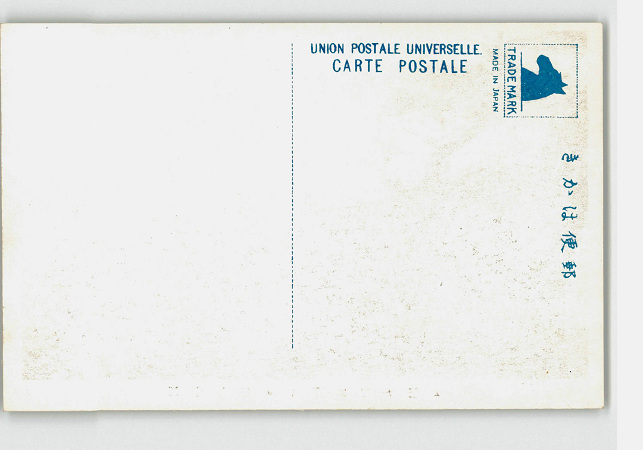 UNION POSTALE UNIVERSELLE.
CARTE POSTALE
TRADE MARK
MADE IN JAPAN
きかは便郵